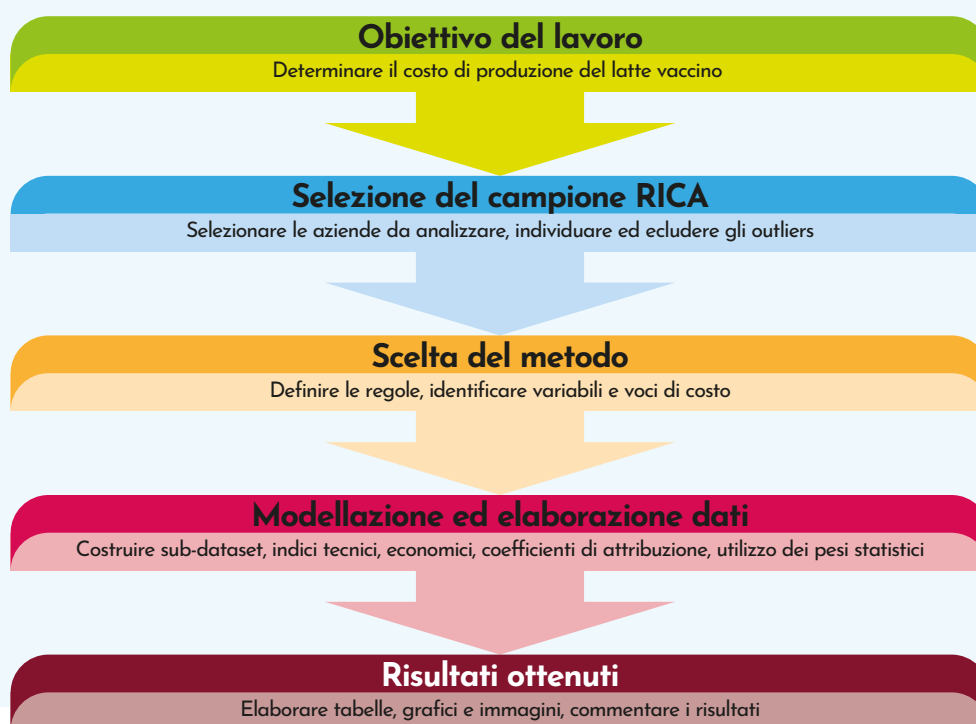 Obiettivo del lavoro
Determinare il costo di produzione del latte vaccino
Selezione del campione RICA
Selezionare le aziende da analizzare, individuare ed ecludere gli outliers
Scelta del metodo
Definire le regole, identificare variabili e voci di costo
Modellazione ed elaborazione dati
Costruire sub-dataset, indici tecnici, economici, coefficienti di attribuzione, utilizzo dei pesi statistici
Risultati ottenuti
Elaborare tabelle, grafici e immagini, commentare i risultati